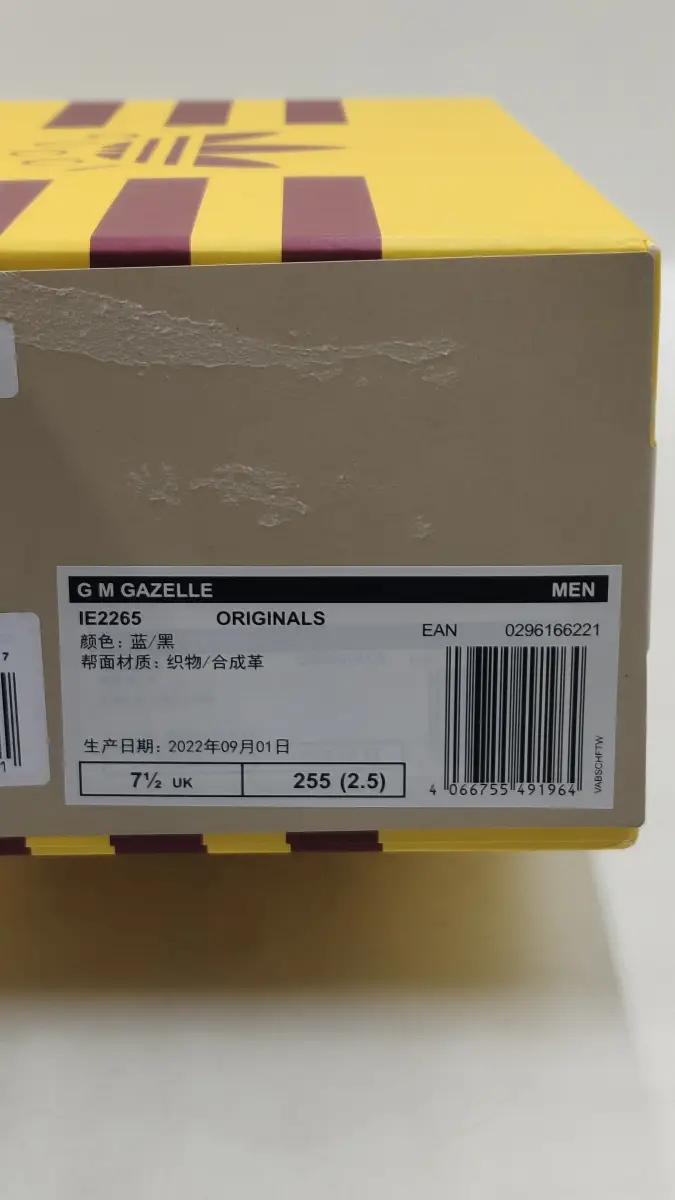 G M GAZELLE MEN
IE2265 ORIGINALS
EAN 0296166221
颜色：蓝/黑
帮面材质：织物/合成革
生产日期：2022年09月01日
7½ UK 255 (2.5)
4 066755 491964
VABSCHFTW
7
1